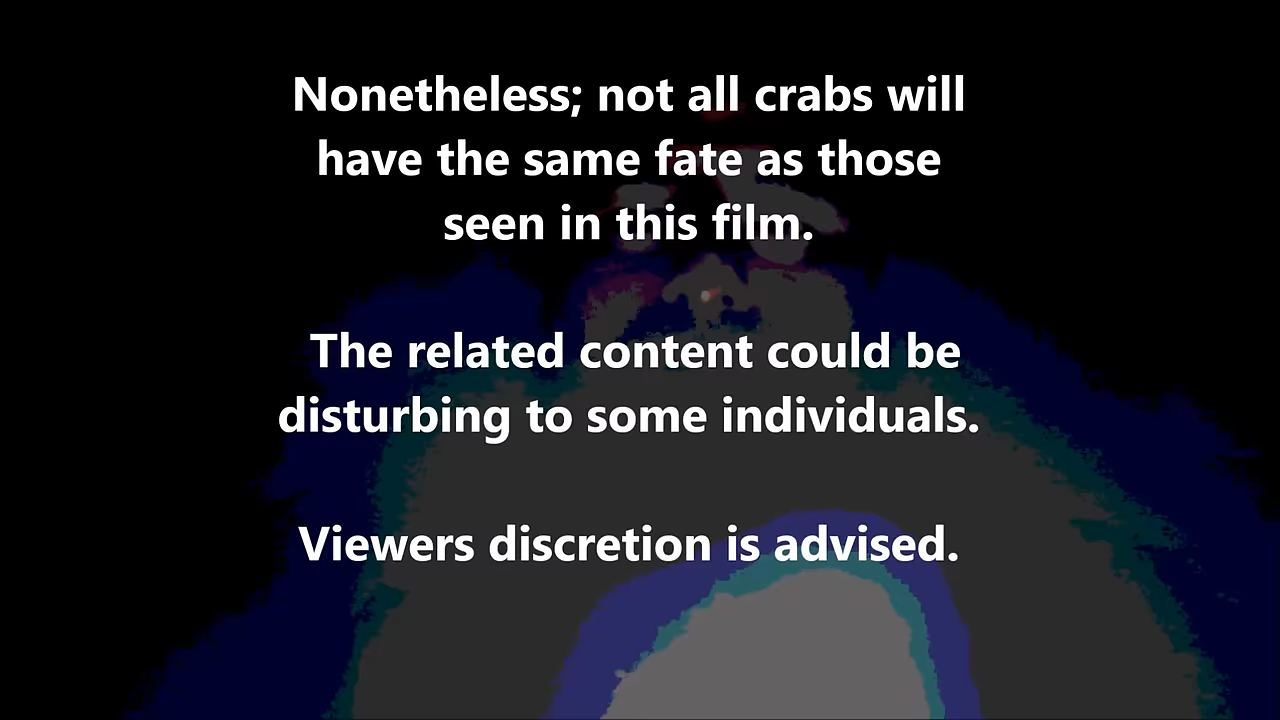 Nonetheless; not all crabs will
have the same fate as those
seen in this film.
The related content could be
disturbing to some individuals.
Viewers discretion is advised.